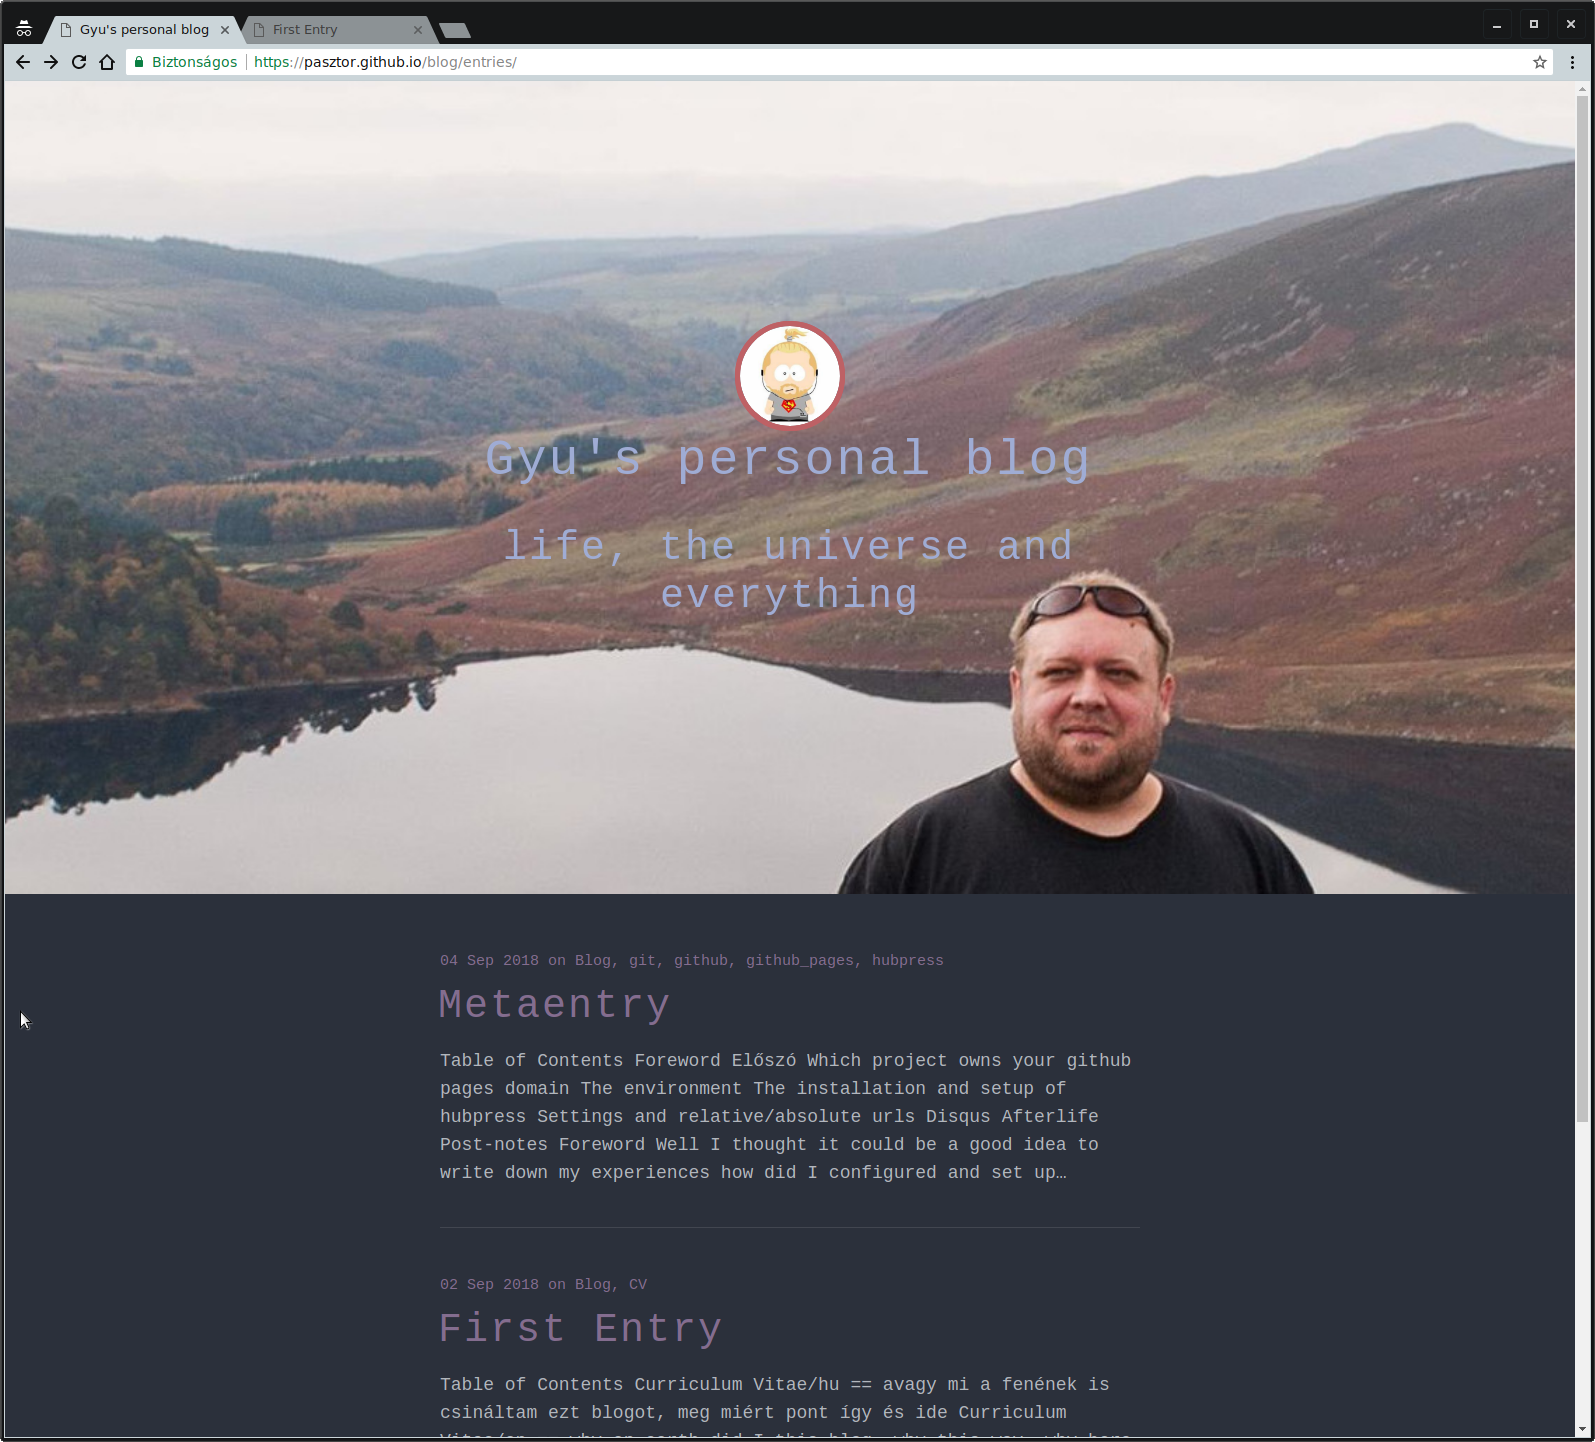 Gyu's personal blog
First Entry
Biztonságos
https://pasztor.github.io/blog/entries/
Gyu's personal blog
life, the universe and
everything
04 Sep 2018 on Blog, git, github, github_pages, hubpress
Metaentry
Table of Contents Foreword Előszó Which project owns your github
pages domain The environment The installation and setup of
hubpress Settings and relative/absolute urls Disqus Afterlife
Post-notes Foreword Well I thought it could be a good idea to
write down my experiences how did I configured and set up…
02 Sep 2018 on Blog, CV
First Entry
Table of Contents Curriculum Vitae/hu == avagy mi a fenének is
csináltam ezt blogot, meg miért pont így és ide Curriculum